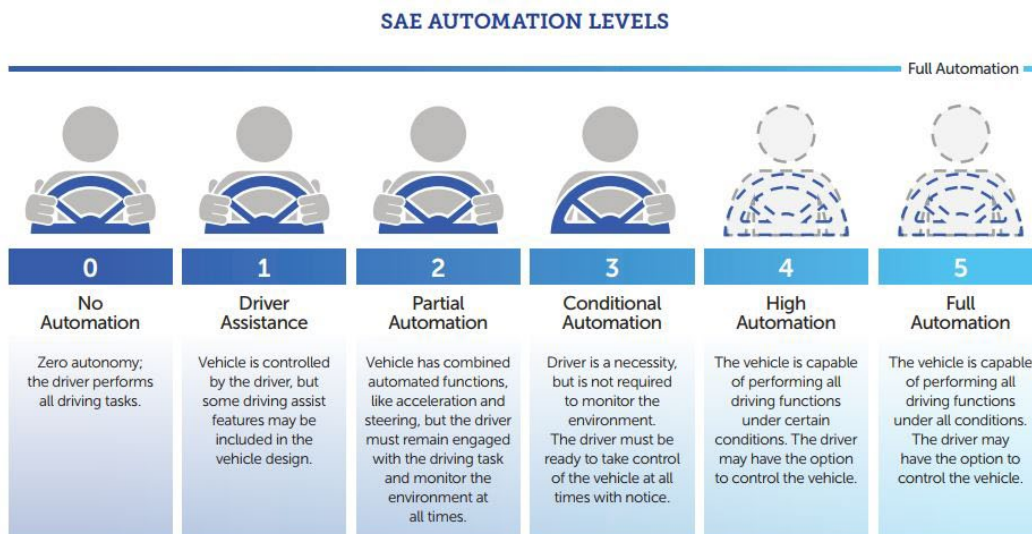 SAE AUTOMATION LEVELS
Full Automation
0
No
Automation
Zero autonomy;
the driver performs
all driving tasks.
1
Driver
Assistance
Vehicle is controlled
by the driver, but
some driving assist
features may be
included in the
vehicle design.
2
Partial
Automation
Vehicle has combined
automated functions,
like acceleration and
steering, but the driver
must remain engaged
with the driving task
and monitor the
environment at
all times.
3
Conditional
Automation
Driver is a necessity,
but is not required
to monitor the
environment.
The driver must be
ready to take control
of the vehicle at all
times with notice.
4
High
Automation
The vehicle is capable
of performing all
driving functions
under certain
conditions. The driver
may have the option
to control the vehicle.
5
Full
Automation
The vehicle is capable
of performing all
driving functions
under all conditions.
The driver may
have the option to
control the vehicle.